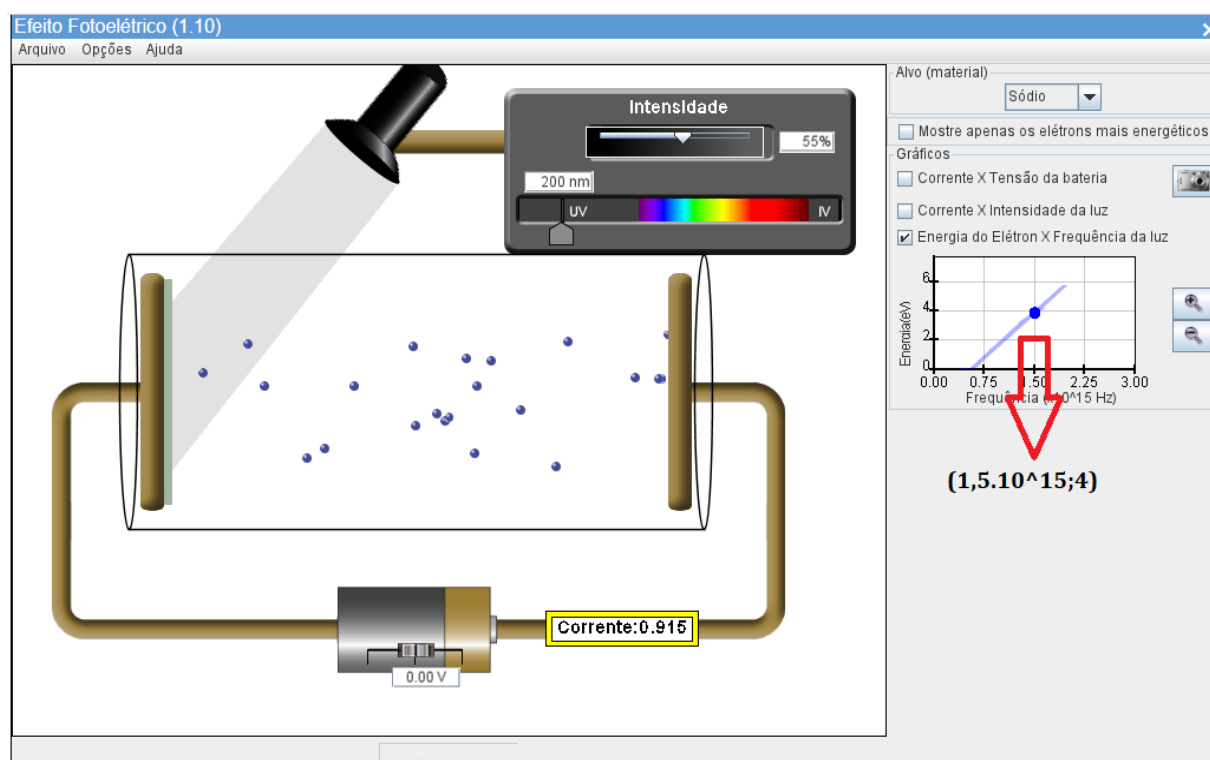 Efeito Fotoelétrico (1.10)
Arquivo Opções Ajuda
Intensidade
55%
200 nm
UV
IV
Corrente:0.915
0.00 V
Alvo (material)
Sódio
Mostre apenas os elétrons mais energéticos
Gráficos
Corrente X Tensão da bateria
Corrente X Intensidade da luz
Energia do Elétron X Frequência da luz
Energia(eV)
6
4
2
0
0.00 0.75 1.50 2.25 3.00
Frequência (x10^15 Hz)
(1,5.10^15;4)